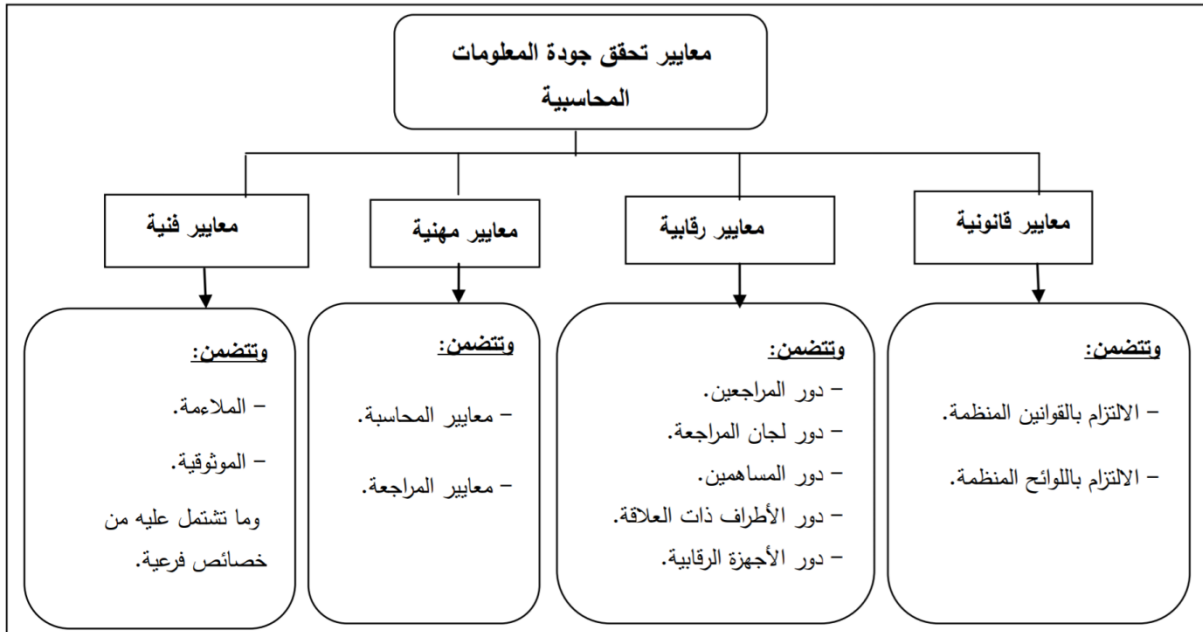 معايير تحقق جودة المعلومات
المحاسبية
معايير قانونية
معايير رقابية
معايير مهنية
معايير فنية
وتتضمن:
– الالتزام بالقوانين المنظمة.
– الالتزام باللوائح المنظمة.
وتتضمن:
– دور المراجعين.
– دور لجان المراجعة.
– دور المساهمين.
– دور الأطراف ذات العلاقة.
– دور الأجهزة الرقابية.
وتتضمن:
– معايير المحاسبة.
– معايير المراجعة.
وتتضمن:
– الملاءمة.
– الموثوقية.
وما تشتمل عليه من
خصائص فرعية.